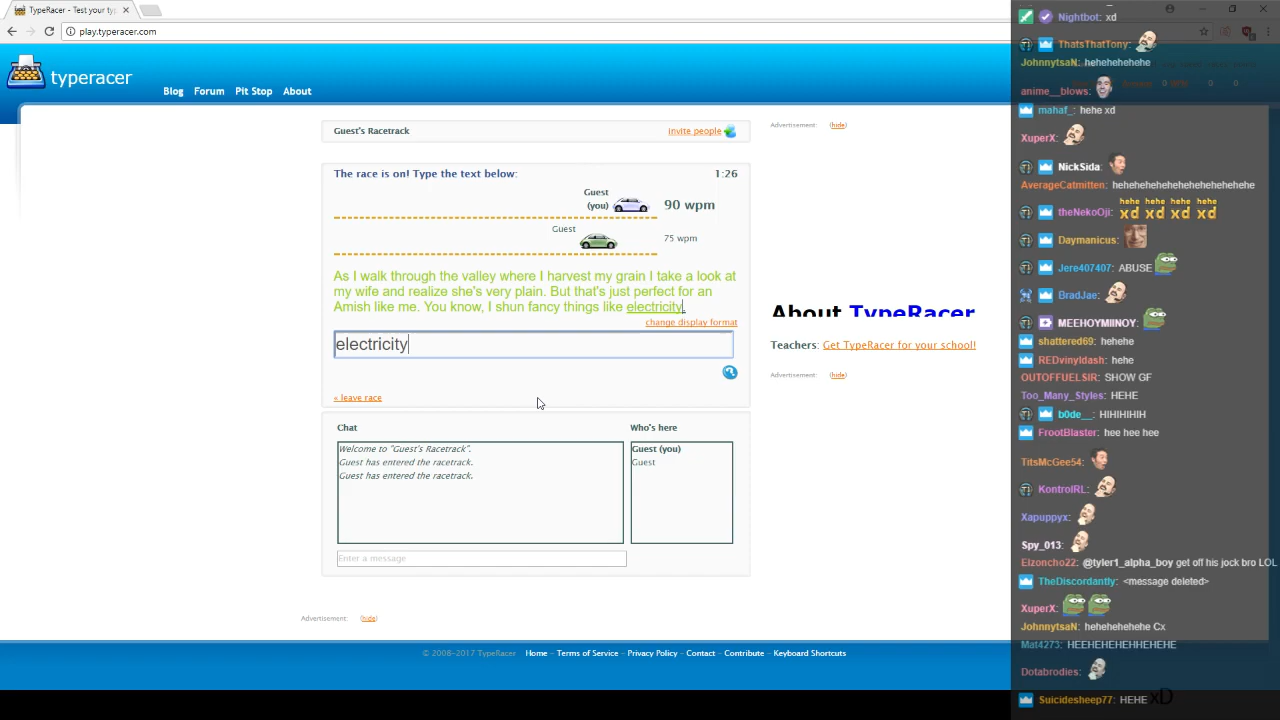 TypeRacer - Test your typ
play.typeracer.com
typeracer
Blog Forum Pit Stop About
Guest's Racetrack
invite people
Advertisement: (hide)
The race is on! Type the text below:
1:26
Guest
(you)
90 wpm
Guest
75 wpm
As I walk through the valley where I harvest my grain I take a look at
my wife and realize she's very plain. But that's just perfect for an
Amish like me. You know, I shun fancy things like electricity.
change display format
electricity
« leave race
About TypeRacer
Teachers: Get TypeRacer for your school!
Advertisement: (hide)
Chat
Who's here
Welcome to "Guest's Racetrack".
Guest has entered the racetrack.
Guest has entered the racetrack.
Guest (you)
Guest
Enter a message
Advertisement: (hide)
© 2008–2017 TypeRacer Home – Terms of Service – Privacy Policy – Contact – Contribute – Keyboard Shortcuts
Nightbot: xd
ThatsThatTony:
JohnnytsaN: hehehehehehe
anime__blows:
mahaf_: hehe xd
XuperX:
NickSida:
AverageCatmitten: hehehehehehehehehehehehe
theNekoOji: hehe xd hehe xd hehe xd hehe xd
Daymanicus:
Jere407407: ABUSE
BradJae:
MEEHOYMIINOY:
shattered69: hehehe
REDvinyldash: hehe
OUTOFFUELSIR: SHOW GF
Too_Many_Styles: HEHE
b0de__: HIHIHIHIH
FrootBlaster: hee hee hee
TitsMcGee54:
KontrolRL:
Xapuppyx:
Spy_013:
Elzoncho22: @tyler1_alpha_boy get off his jock bro LOL
TheDiscordantly: <message deleted>
XuperX:
JohnnytsaN: hehehehehehe Cx
Mat4273: HEEHEHEHEHHEHEHE
Dotabrodies:
Suicidesheep77: HEHE xD